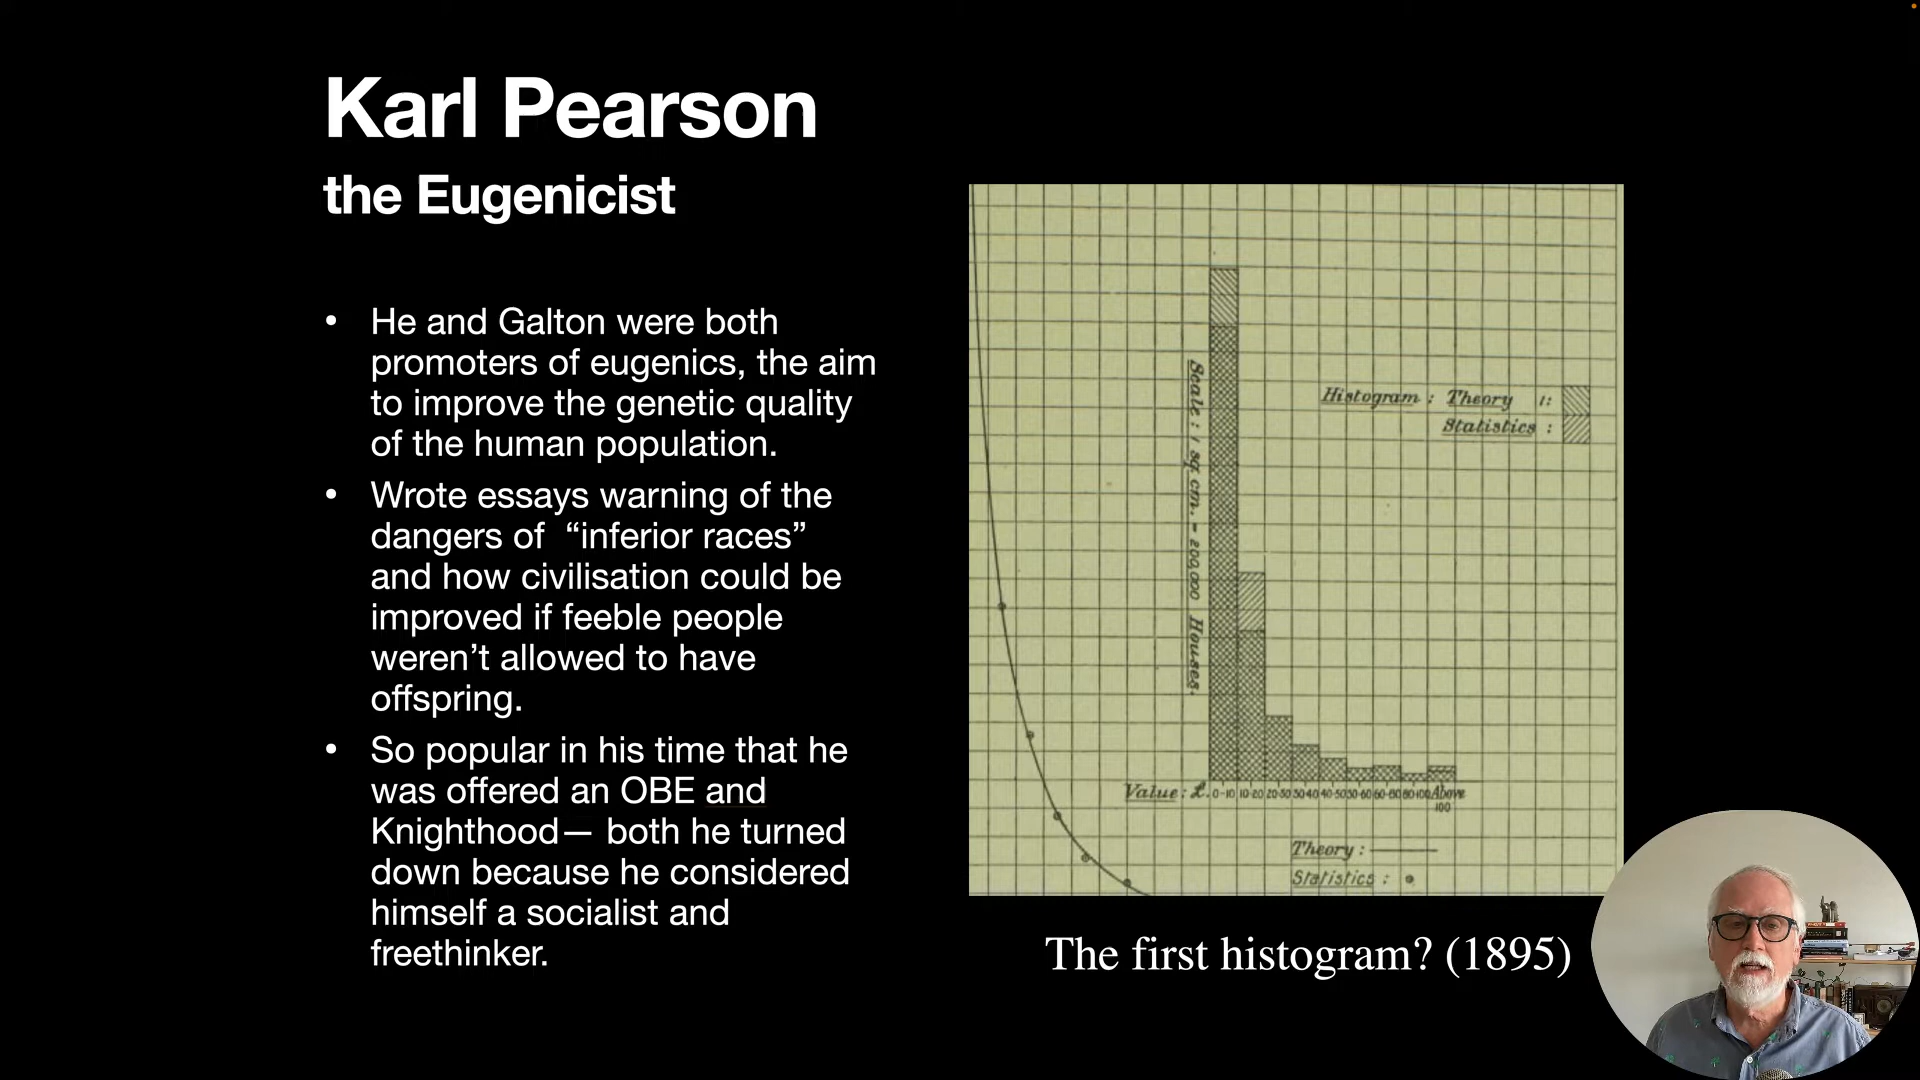 Karl Pearson
the Eugenicist
• He and Galton were both
promoters of eugenics, the aim
to improve the genetic quality
of the human population.
• Wrote essays warning of the
dangers of “inferior races”
and how civilisation could be
improved if feeble people
weren’t allowed to have
offspring.
• So popular in his time that he
was offered an OBE and
Knighthood— both he turned
down because he considered
himself a socialist and
freethinker.
Scale: 1 sq. cm. = 200,000 Houses.
Histogram: Theory 1:
Statistics:
Value: £. 0-10 10-20 20-30 30-40 40-50 50-60 60-80 80-100 Above
100
Theory:
Statistics:
The first histogram? (1895)